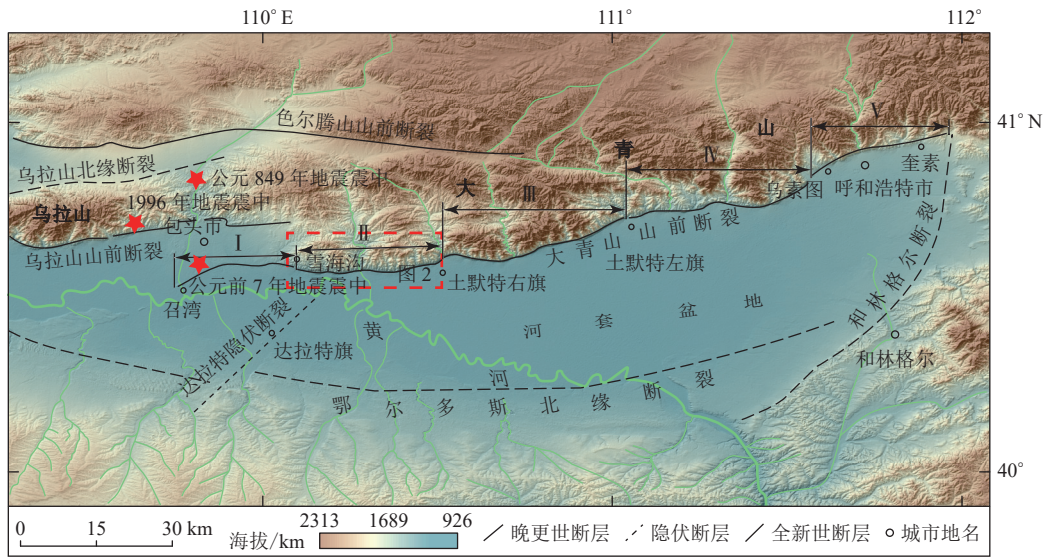 110° E
111°
112°
41° N
40°
色尔腾山山前断裂
乌拉山北缘断裂
公元 849 年地震震中
乌拉山
1996 年地震震中
包头市
乌拉山山前断裂
Ⅰ
Ⅱ
Ⅲ
Ⅳ
Ⅴ
大
青
山
乌素图
呼和浩特市
奎素
雪海沟
图 2
土默特右旗
大青山山前断裂
土默特左旗
公元前 7 年地震震中
召湾
达拉特隐伏断裂
达拉特旗
黄
河
河套盆地
和林格尔断裂
和林格尔
鄂尔多斯北缘断裂
0 15 30 km
海拔/km
2313 1689 926
晚更世断层
隐伏断层
全新世断层
城市地名